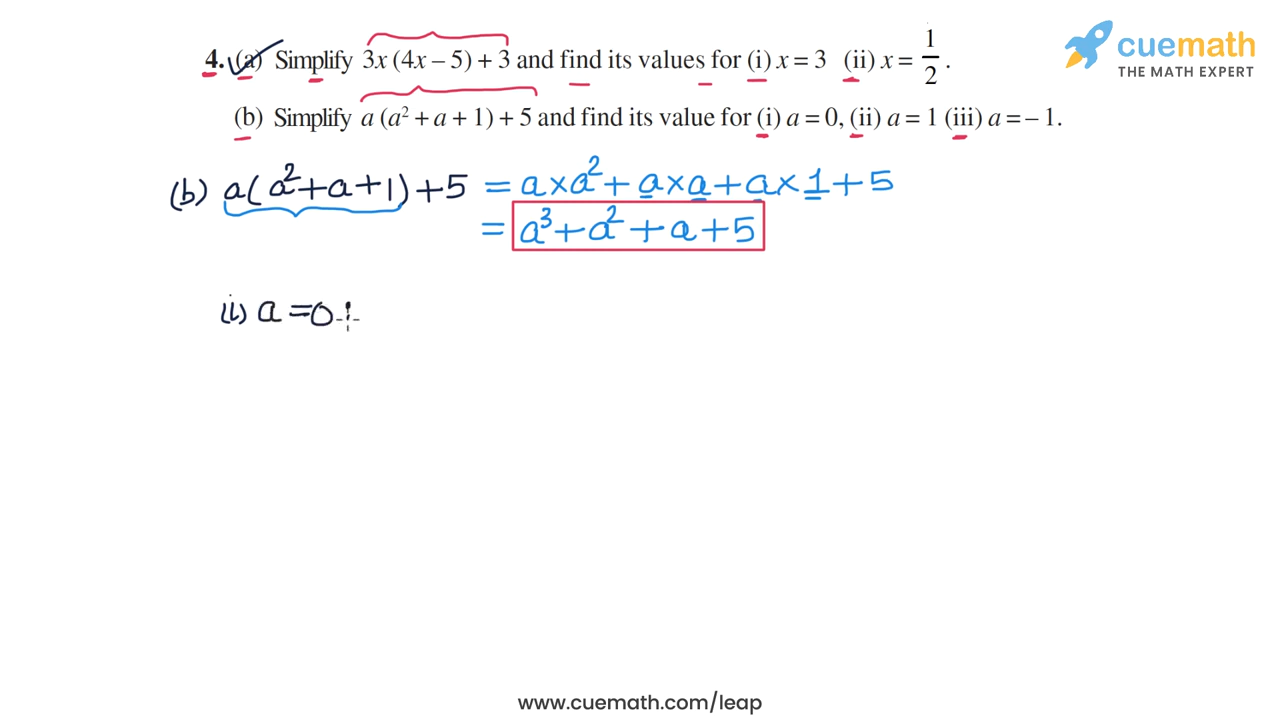 4. (a) Simplify 3x (4x – 5) + 3 and find its values for (i) x = 3 (ii) x = 1/2 .
cuemath
THE MATH EXPERT
(b) Simplify a (a² + a + 1) + 5 and find its value for (i) a = 0, (ii) a = 1 (iii) a = – 1.
(b) a(a²+a+1)+5 = a×a²+a×a+a×1+5
= a³+a²+a+5
(i) a=0
www.cuemath.com/leap